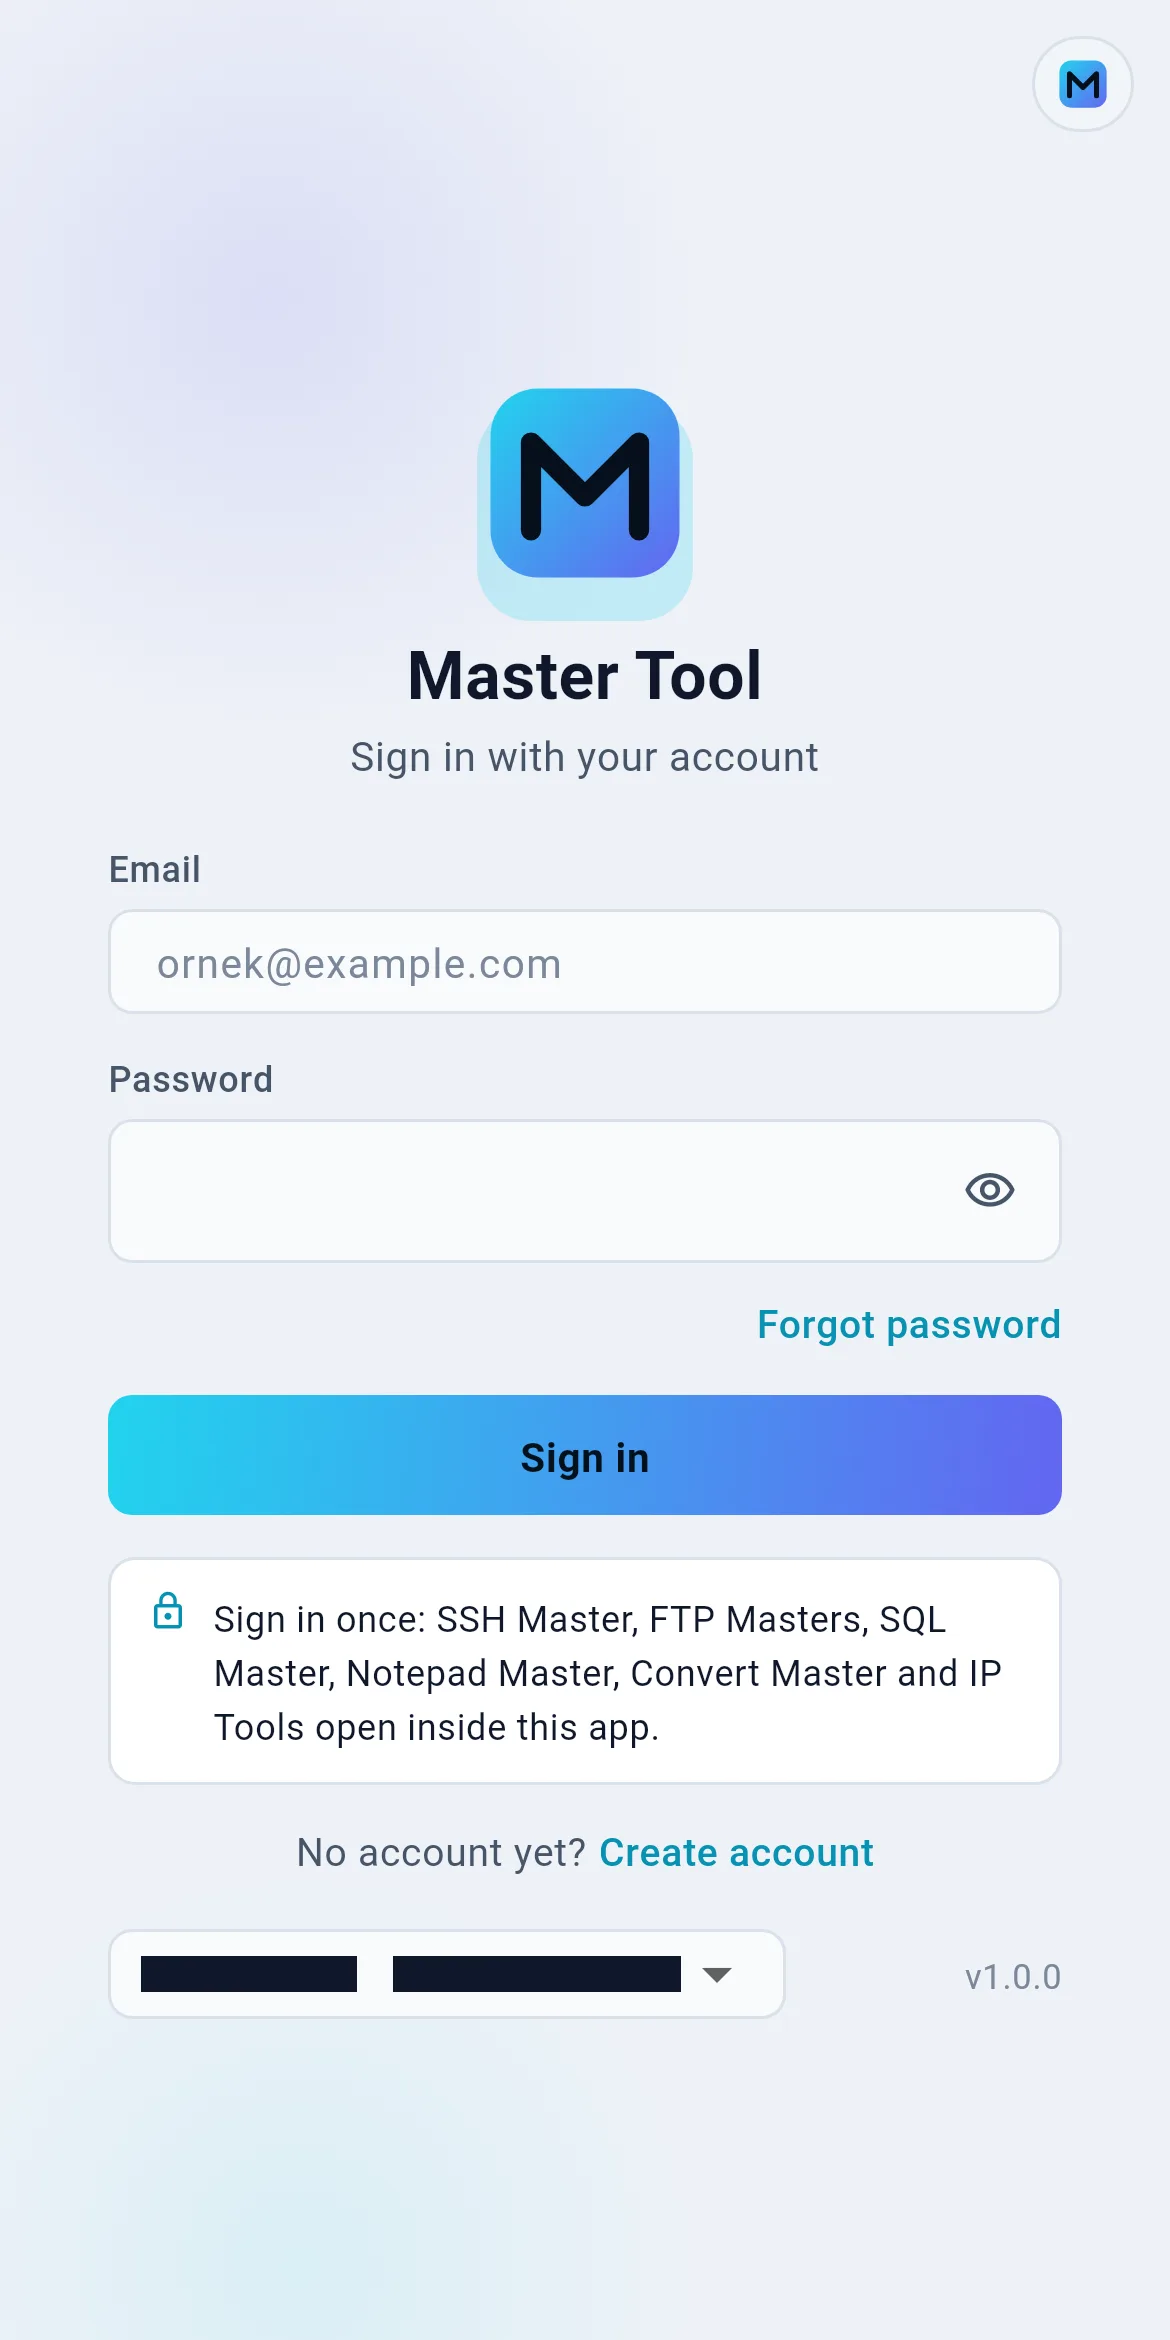 M
M
Master Tool
Sign in with your account
Email
ornek@example.com
Password
Forgot password
Sign in
Sign in once: SSH Master, FTP Masters, SQL
Master, Notepad Master, Convert Master and IP
Tools open inside this app.
No account yet? Create account
v1.0.0